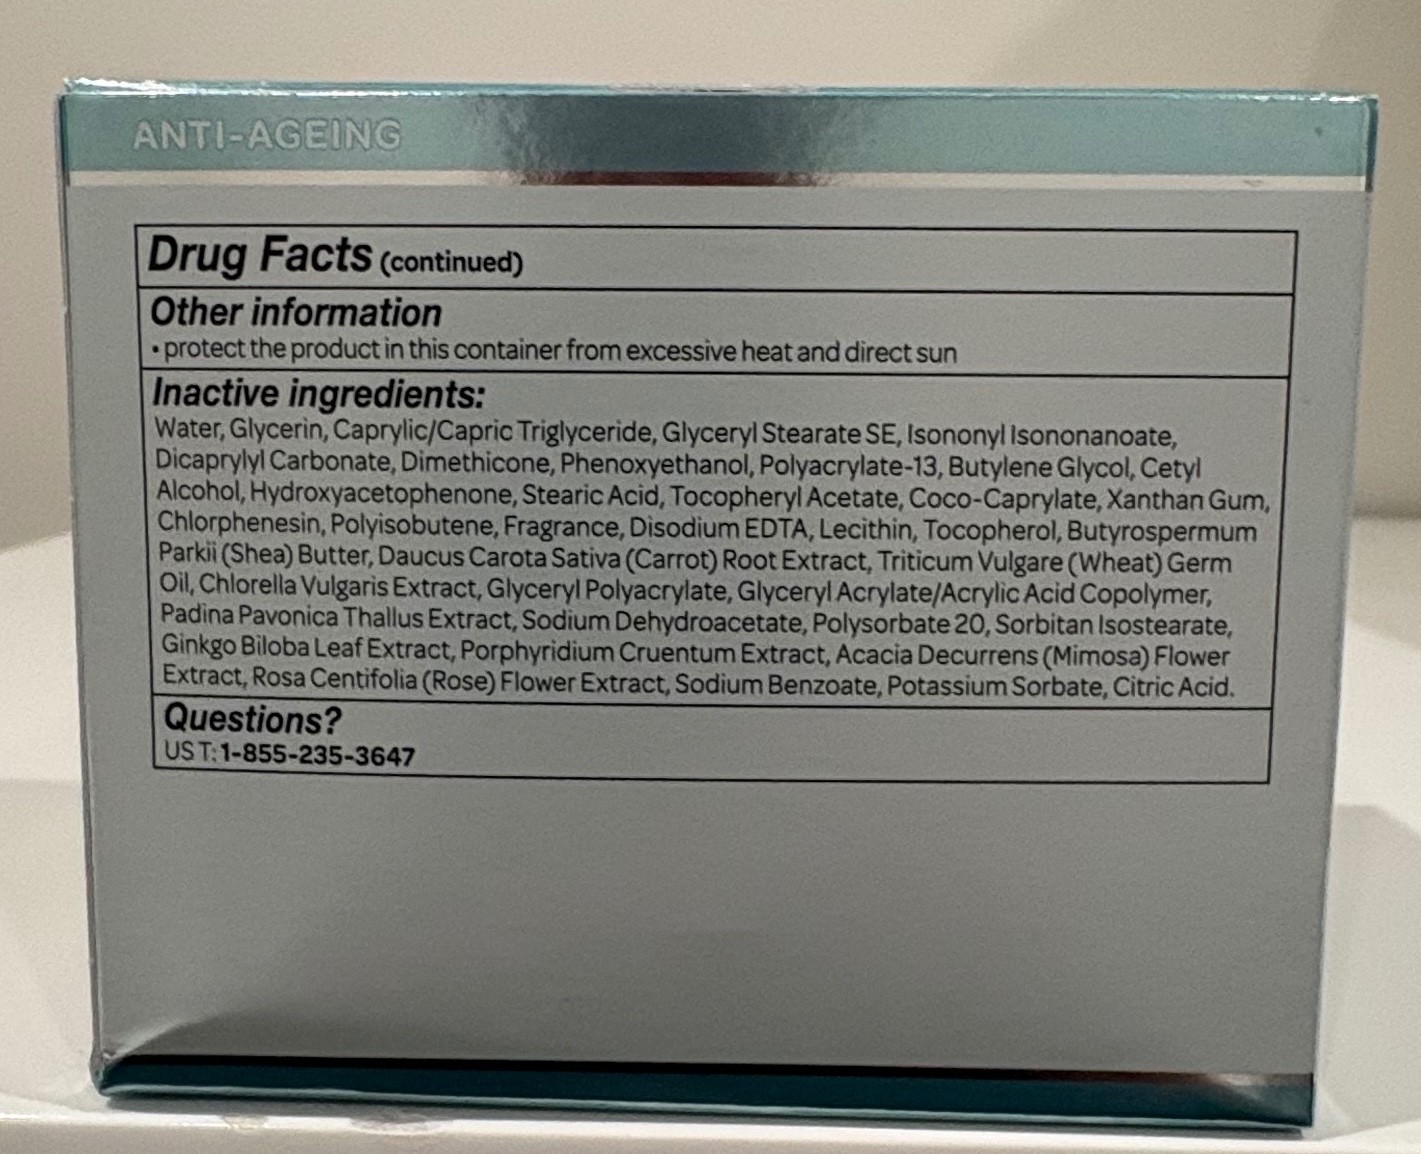 ANTI-AGEING
Drug Facts (continued)
Other information
• protect the product in this container from excessive heat and direct sun
Inactive ingredients:
Water, Glycerin, Caprylic/Capric Triglyceride, Glyceryl Stearate SE, Isononyl Isononanoate,
Dicaprylyl Carbonate, Dimethicone, Phenoxyethanol, Polyacrylate-13, Butylene Glycol, Cetyl
Alcohol, Hydroxyacetophenone, Stearic Acid, Tocopheryl Acetate, Coco-Caprylate, Xanthan Gum,
Chlorphenesin, Polyisobutene, Fragrance, Disodium EDTA, Lecithin, Tocopherol, Butyrospermum
Parkii (Shea) Butter, Daucus Carota Sativa (Carrot) Root Extract, Triticum Vulgare (Wheat) Germ
Oil, Chlorella Vulgaris Extract, Glyceryl Polyacrylate, Glyceryl Acrylate/Acrylic Acid Copolymer,
Padina Pavonica Thallus Extract, Sodium Dehydroacetate, Polysorbate 20, Sorbitan Isostearate,
Ginkgo Biloba Leaf Extract, Porphyridium Cruentum Extract, Acacia Decurrens (Mimosa) Flower
Extract, Rosa Centifolia (Rose) Flower Extract, Sodium Benzoate, Potassium Sorbate, Citric Acid.
Questions?
US T: 1-855-235-3647